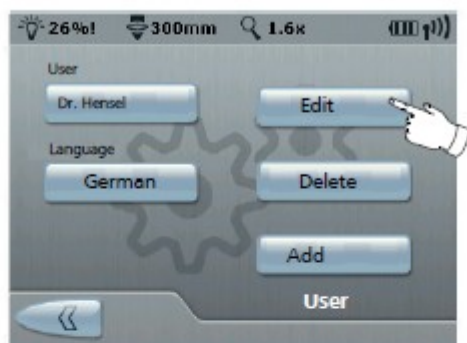 26%! 300mm 1.6x
User
Dr. Hensel
Edit
Language
German
Delete
Add
User